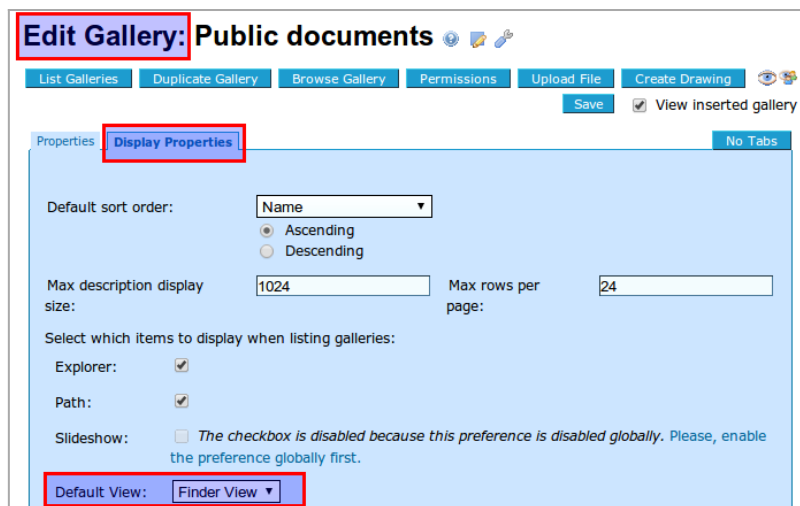 Edit Gallery: Public documents
List Galleries Duplicate Gallery Browse Gallery Permissions Upload File Create Drawing
Save View inserted gallery
Properties Display Properties No Tabs
Default sort order: Name
Ascending
Descending
Max description display size: 1024 Max rows per page: 24
Select which items to display when listing galleries:
Explorer:
Path:
Slideshow: The checkbox is disabled because this preference is disabled globally. Please, enable
the preference globally first.
Default View: Finder View